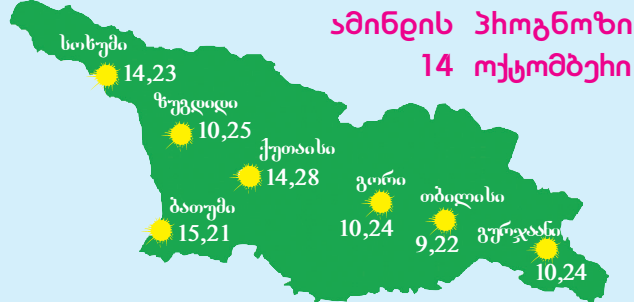 ამინდის პროგნოზი
14 ოქტომბერი
სოხუმი
14,23
ზუგდიდი
10,25
ქუთაისი
14,28
გორი
10,24
თბილისი
9,22
ბათუმი
15,21
გურჯაანი
10,24